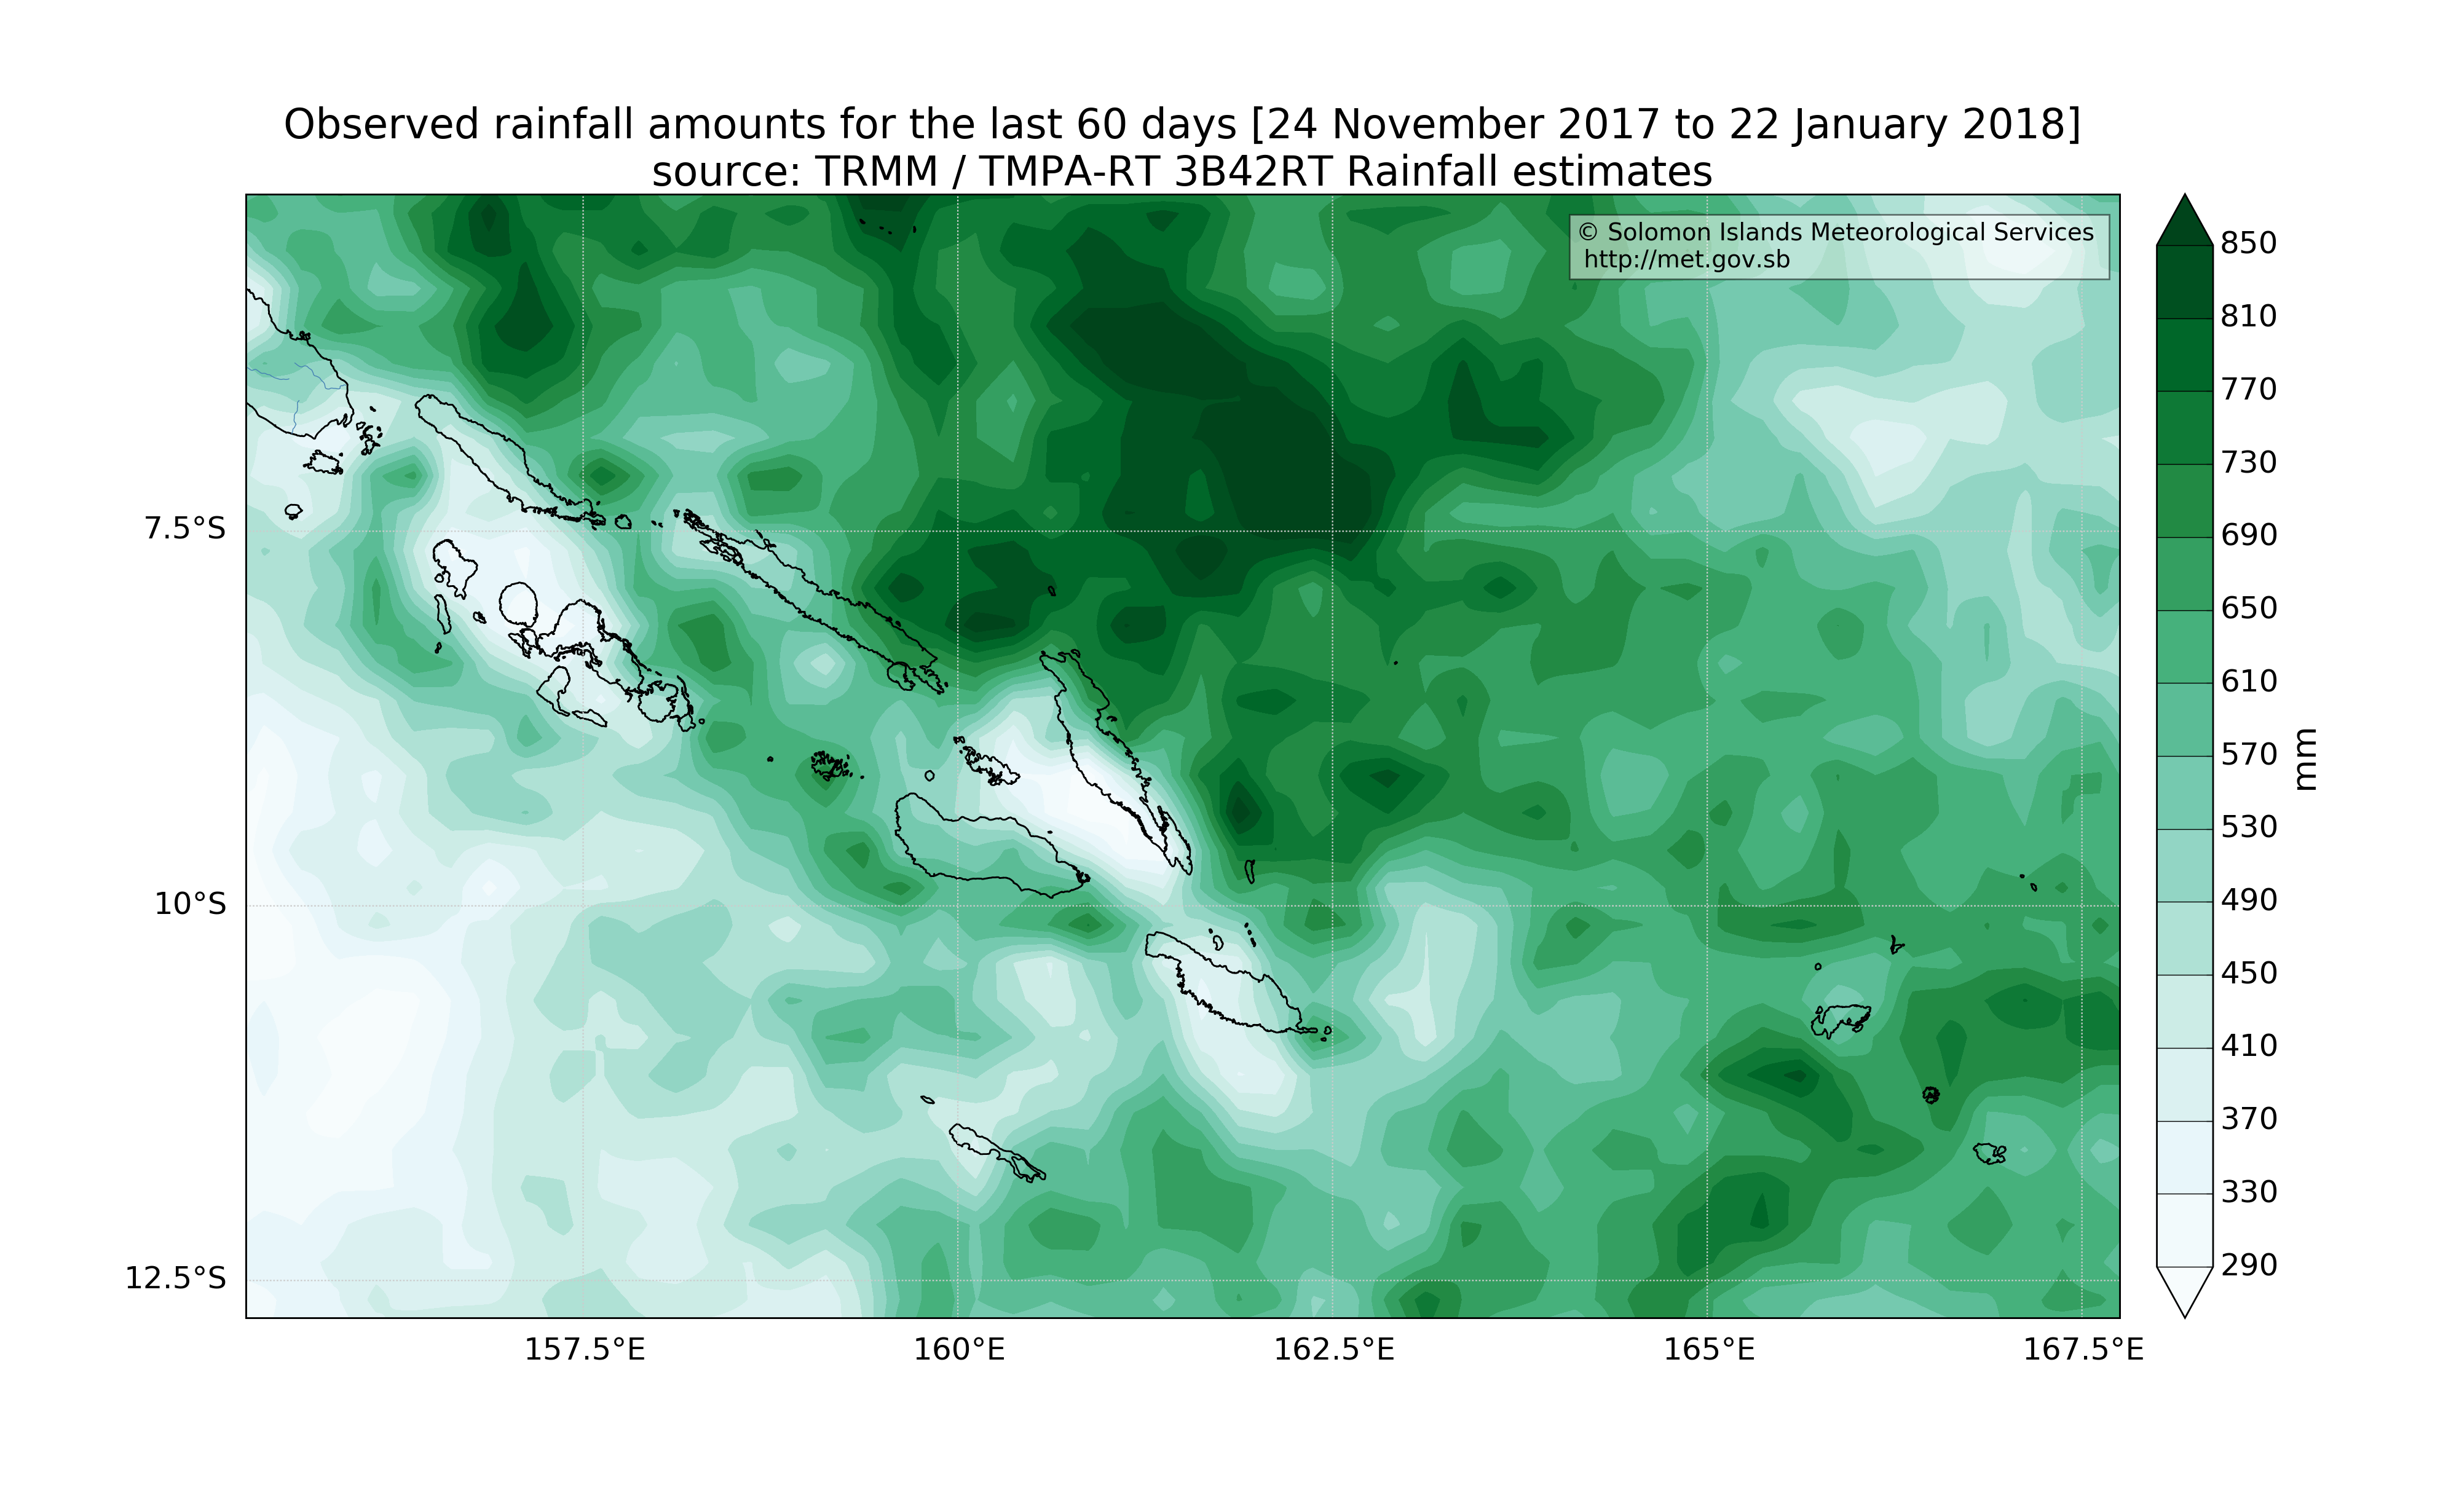 Observed rainfall amounts for the last 60 days [24 November 2017 to 22 January 2018]
source: TRMM / TMPA-RT 3B42RT Rainfall estimates
© Solomon Islands Meteorological Services
http://met.gov.sb
7.5°S
10°S
12.5°S
157.5°E
160°E
162.5°E
165°E
167.5°E
850
810
770
730
690
650
610
570
530
490
450
410
370
330
290
mm